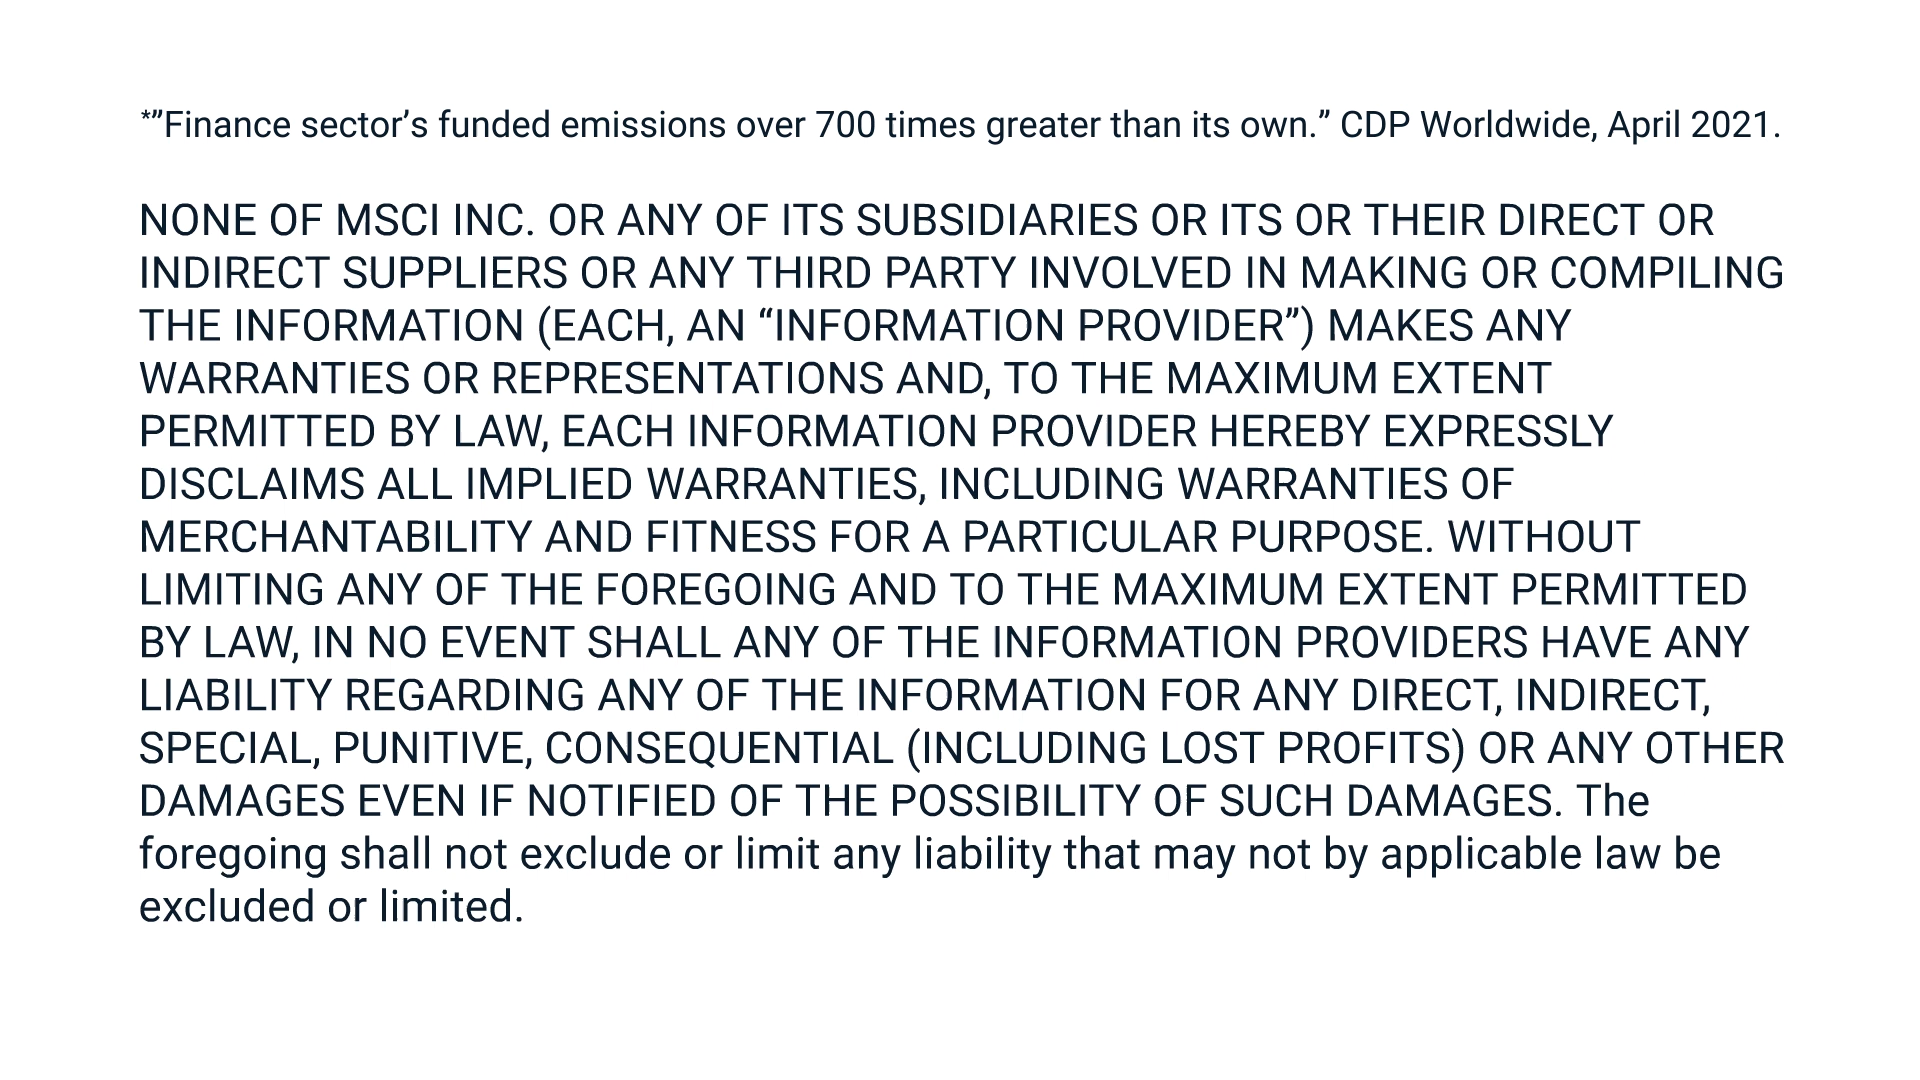 *”Finance sector’s funded emissions over 700 times greater than its own.” CDP Worldwide, April 2021.
NONE OF MSCI INC. OR ANY OF ITS SUBSIDIARIES OR ITS OR THEIR DIRECT OR
INDIRECT SUPPLIERS OR ANY THIRD PARTY INVOLVED IN MAKING OR COMPILING
THE INFORMATION (EACH, AN “INFORMATION PROVIDER”) MAKES ANY
WARRANTIES OR REPRESENTATIONS AND, TO THE MAXIMUM EXTENT
PERMITTED BY LAW, EACH INFORMATION PROVIDER HEREBY EXPRESSLY
DISCLAIMS ALL IMPLIED WARRANTIES, INCLUDING WARRANTIES OF
MERCHANTABILITY AND FITNESS FOR A PARTICULAR PURPOSE. WITHOUT
LIMITING ANY OF THE FOREGOING AND TO THE MAXIMUM EXTENT PERMITTED
BY LAW, IN NO EVENT SHALL ANY OF THE INFORMATION PROVIDERS HAVE ANY
LIABILITY REGARDING ANY OF THE INFORMATION FOR ANY DIRECT, INDIRECT,
SPECIAL, PUNITIVE, CONSEQUENTIAL (INCLUDING LOST PROFITS) OR ANY OTHER
DAMAGES EVEN IF NOTIFIED OF THE POSSIBILITY OF SUCH DAMAGES. The
foregoing shall not exclude or limit any liability that may not by applicable law be
excluded or limited.